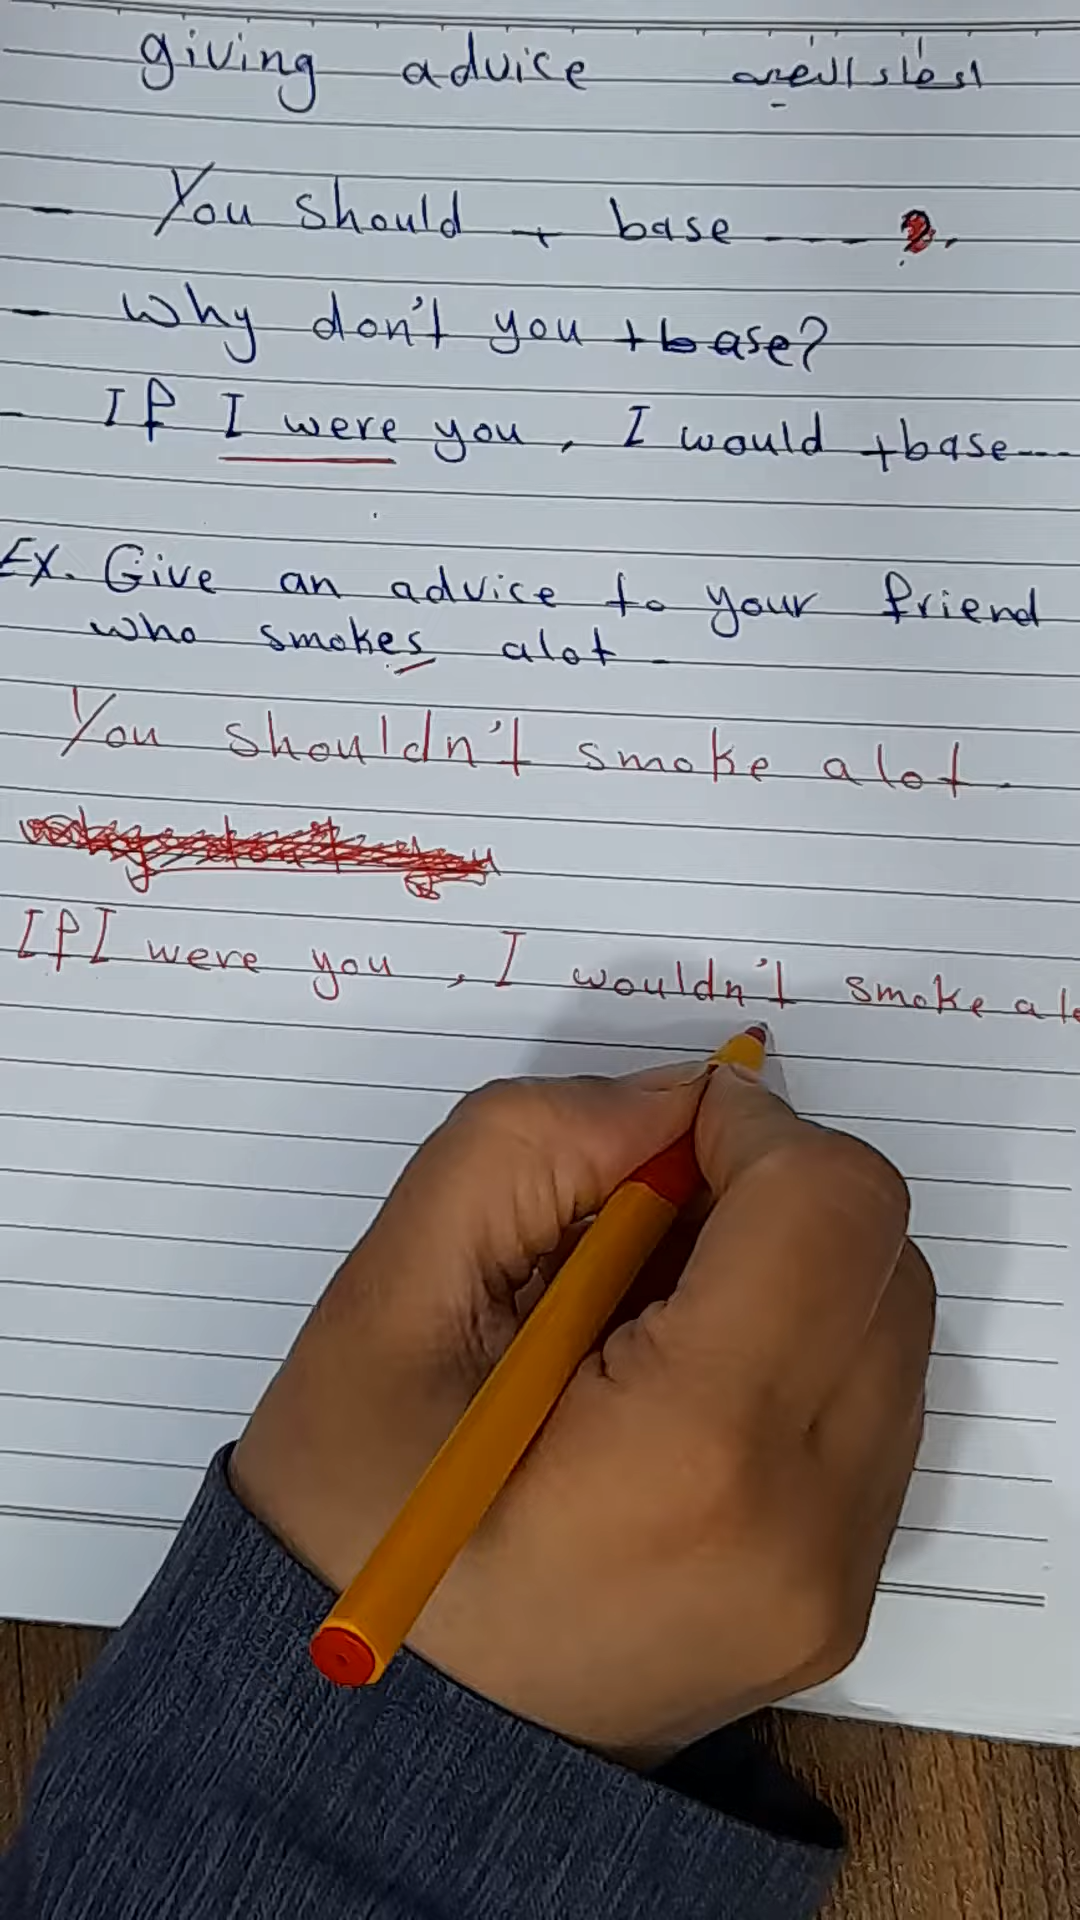 giving advice اعطاء النصيحة
- You should + base ---- .
- Why don't you + base?
- If I were you, I would + base---
Ex. Give an advice to your friend
who smokes alot.
You shouldn't smoke alot.
If I were you, I wouldn't smoke alo